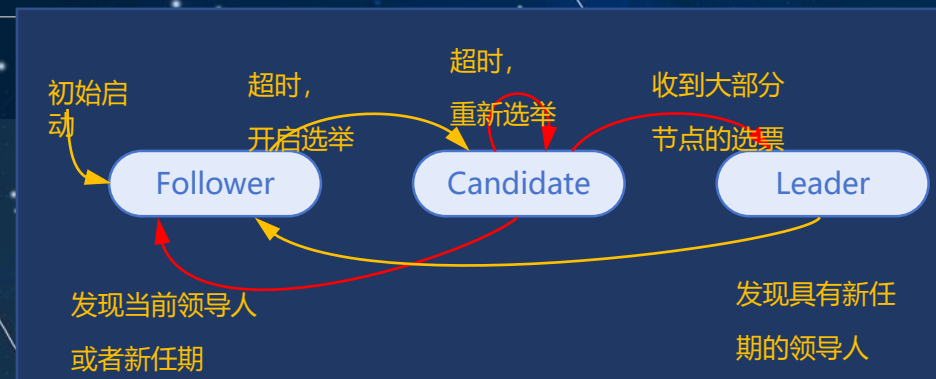 初始启
动
超时，
开启选举
超时，
重新选举
收到大部分
节点的选票
Follower
Candidate
Leader
发现当前领导人
或者新任期
发现具有新任
期的领导人